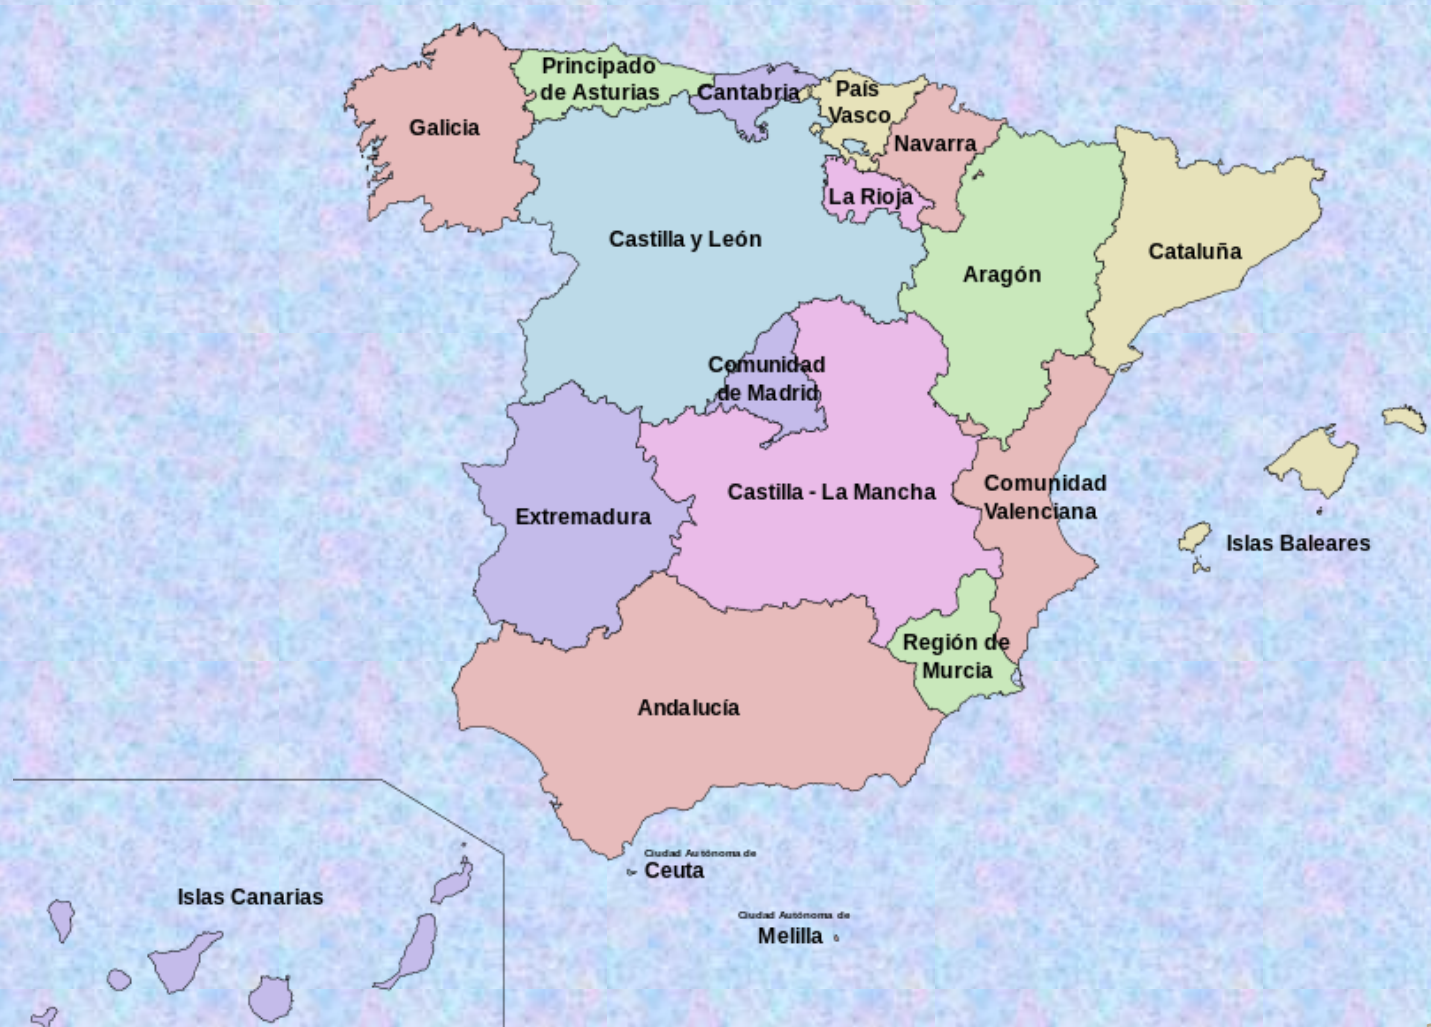 Principado
de Asturias
Cantabria
País
Vasco
Galicia
Navarra
La Rioja
Castilla y León
Cataluña
Aragón
Comunidad
de Madrid
Comunidad
Valenciana
Castilla - La Mancha
Extremadura
Islas Baleares
Región de
Murcia
Andalucía
Ciudad Autónoma de
Ceuta
Islas Canarias
Ciudad Autónoma de
Melilla